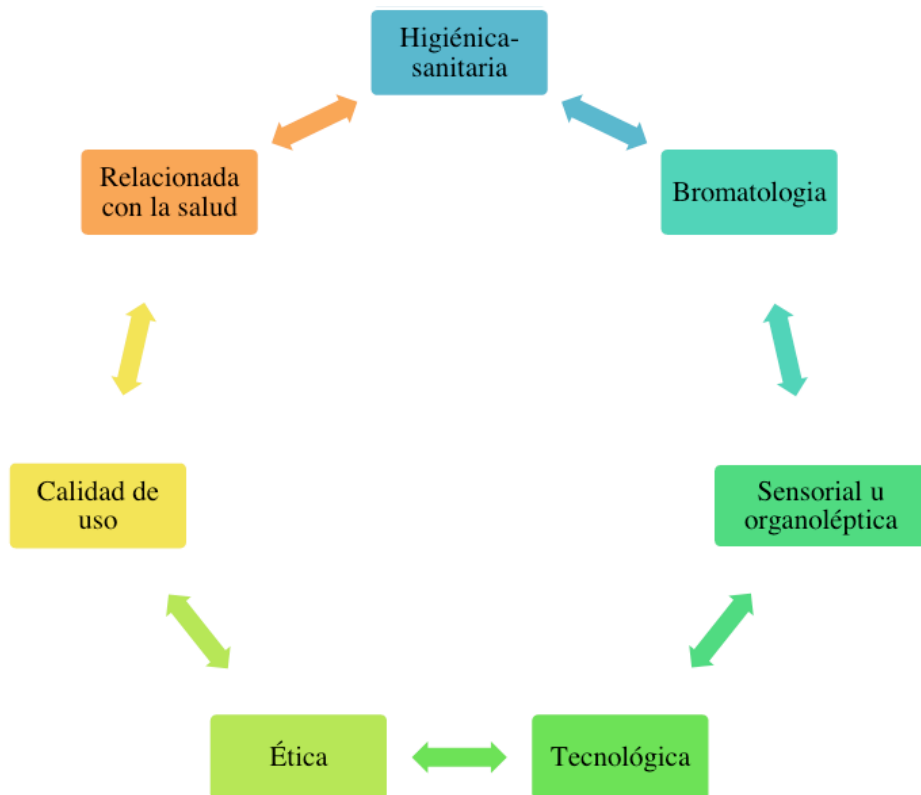 Higiénica-
sanitaria
Relacionada
con la salud
Bromatologia
Calidad de
uso
Sensorial u
organoléptica
Ética
Tecnológica